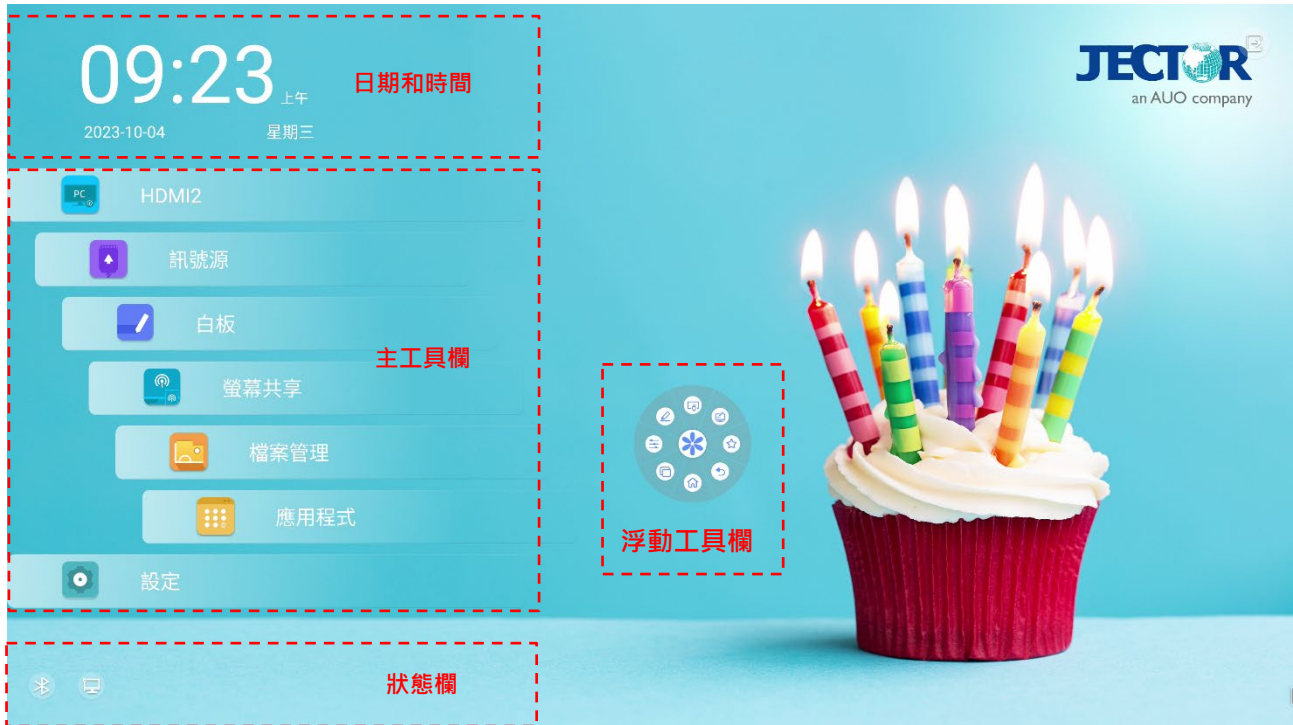 09:23 上午
日期和時間
2023-10-04 星期三
JECTOR
an AUO company
PC HDMI2
訊號源
白板
主工具欄
螢幕共享
檔案管理
應用程式
浮動工具欄
設定
狀態欄